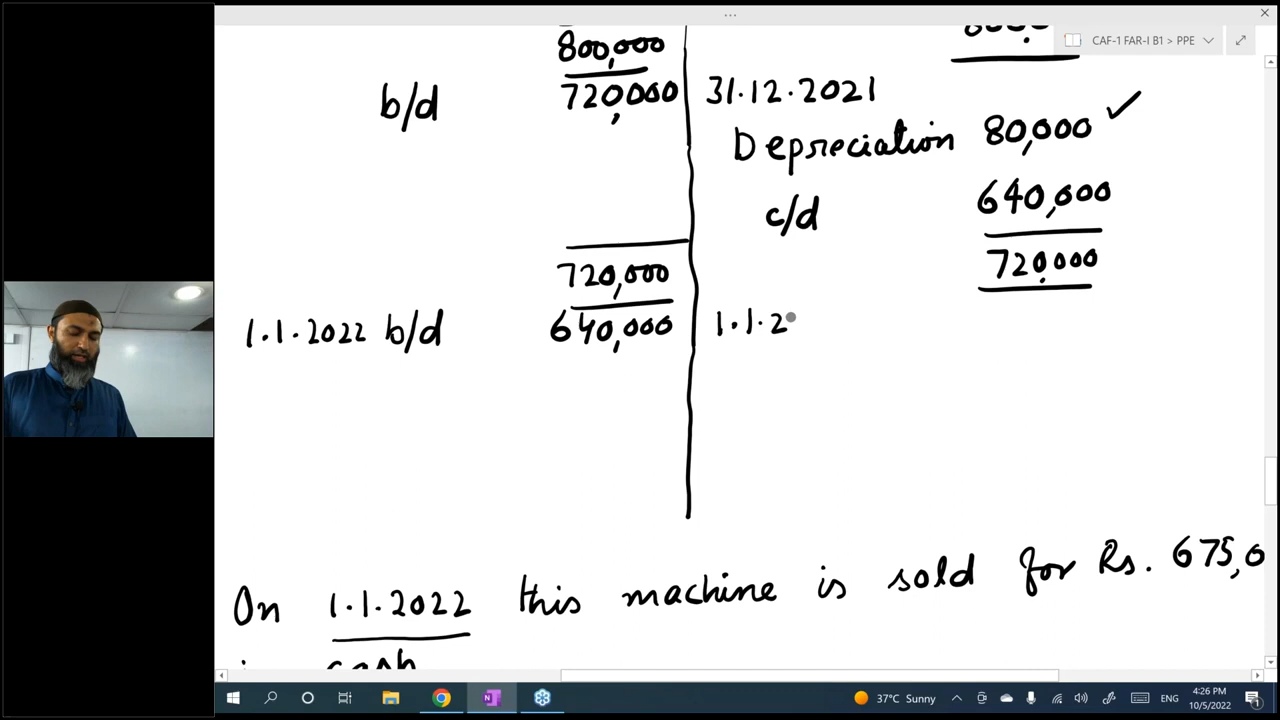 CAF-1 FAR-I B1 > PPE
800,000
b/d 720,000 31.12.2021
Depreciation 80,000
c/d 640,000
720,000 720,000
1.1.2022 b/d 640,000 1.1.2
On 1.1.2022 this machine is sold for Rs. 675,0
cash
37°C Sunny ENG 4:26 PM
10/5/2022